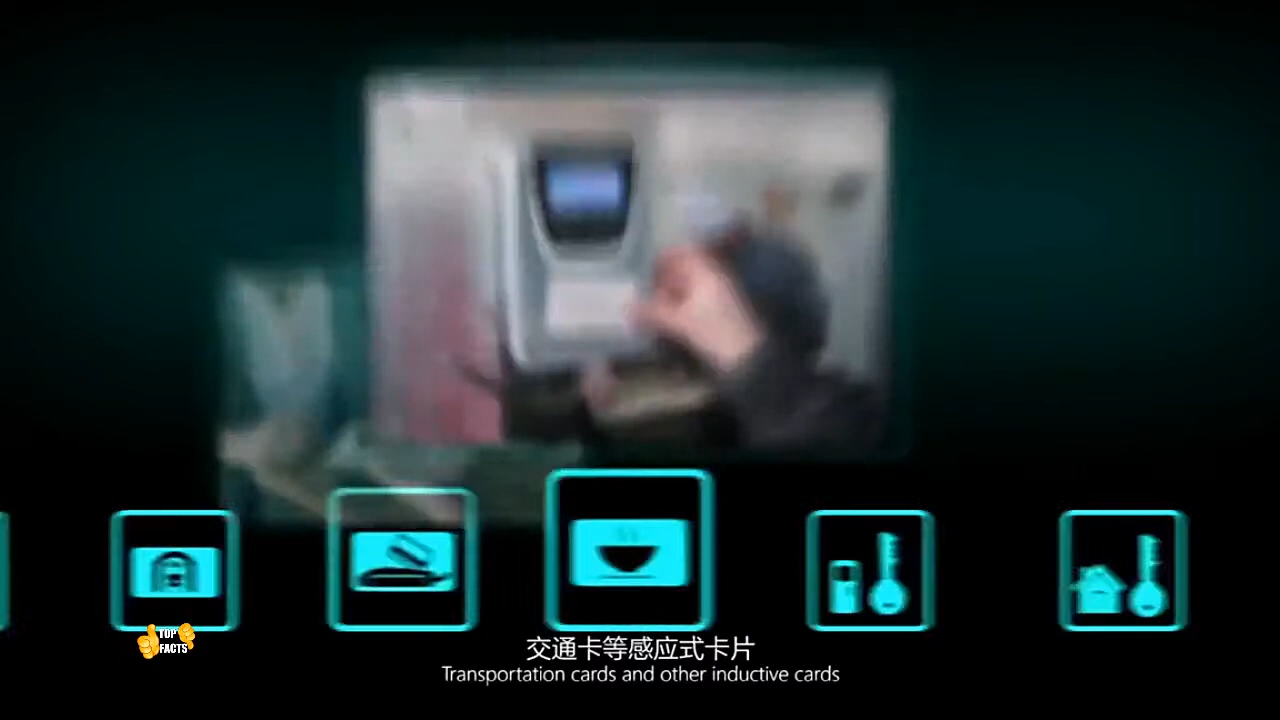 TOP
FACTS
交通卡等感应式卡片
Transportation cards and other inductive cards